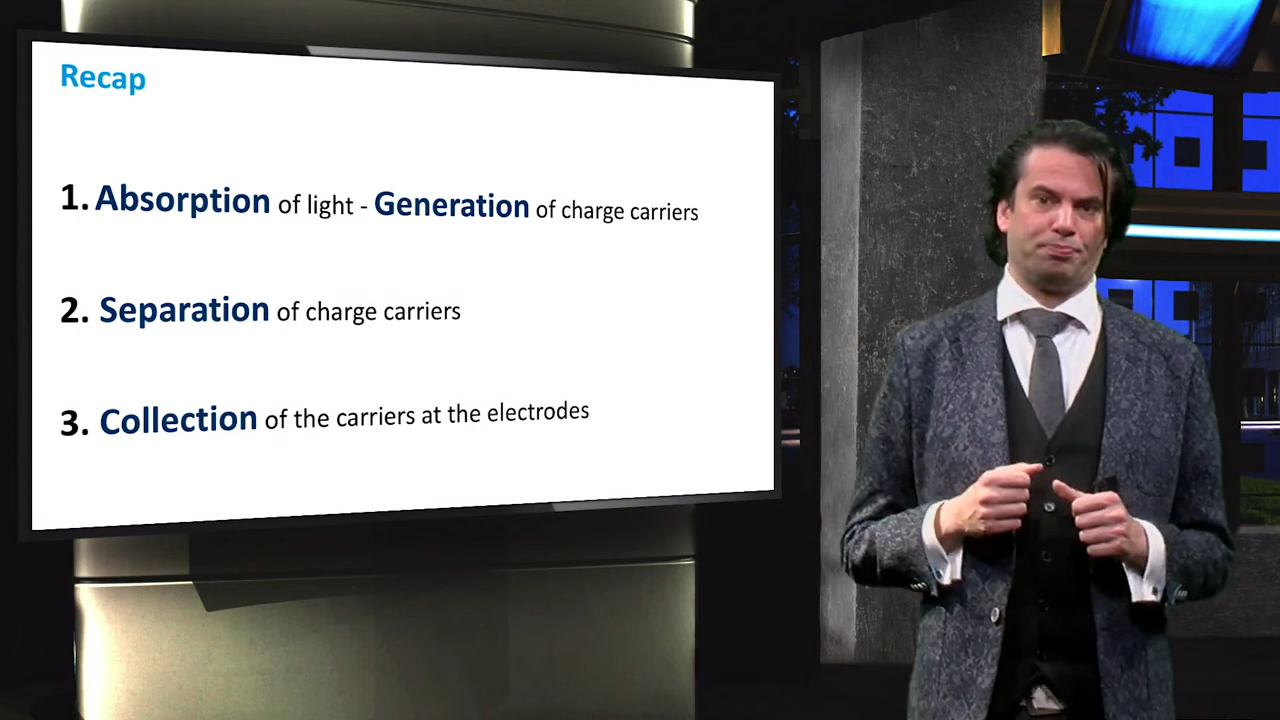 Recap
1. Absorption of light - Generation of charge carriers
2. Separation of charge carriers
3. Collection of the carriers at the electrodes